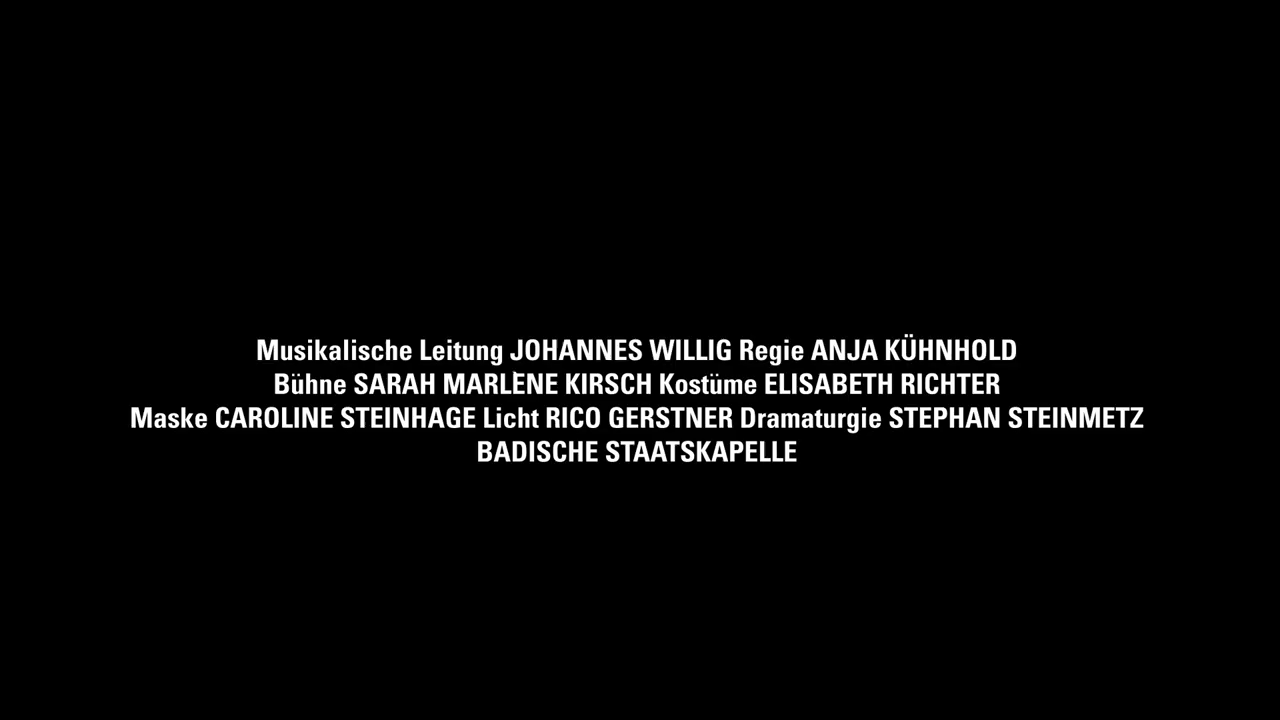 Musikalische Leitung JOHANNES WILLIG Regie ANJA KÜHNHOLD
Bühne SARAH MARLÈNE KIRSCH Kostüme ELISABETH RICHTER
Maske CAROLINE STEINHAGE Licht RICO GERSTNER Dramaturgie STEPHAN STEINMETZ
BADISCHE STAATSKAPELLE